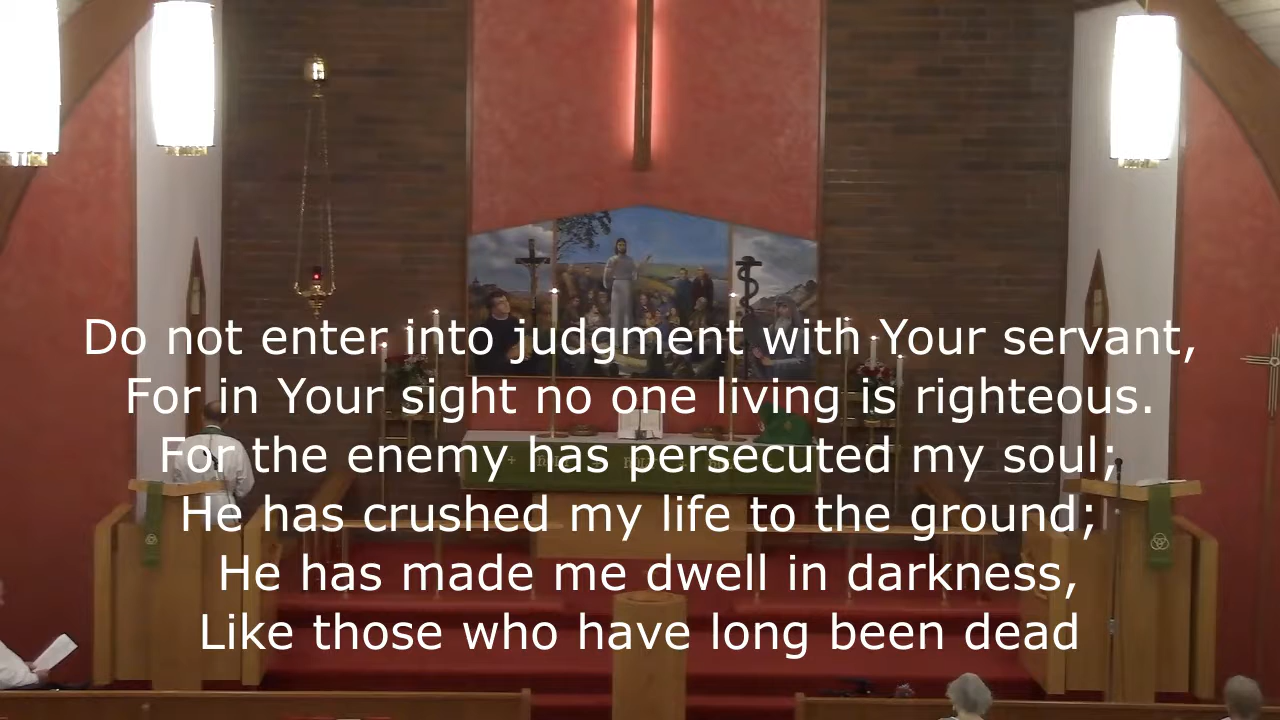 Do not enter into judgment with Your servant,
For in Your sight no one living is righteous.
For the enemy has persecuted my soul;
He has crushed my life to the ground;
He has made me dwell in darkness,
Like those who have long been dead